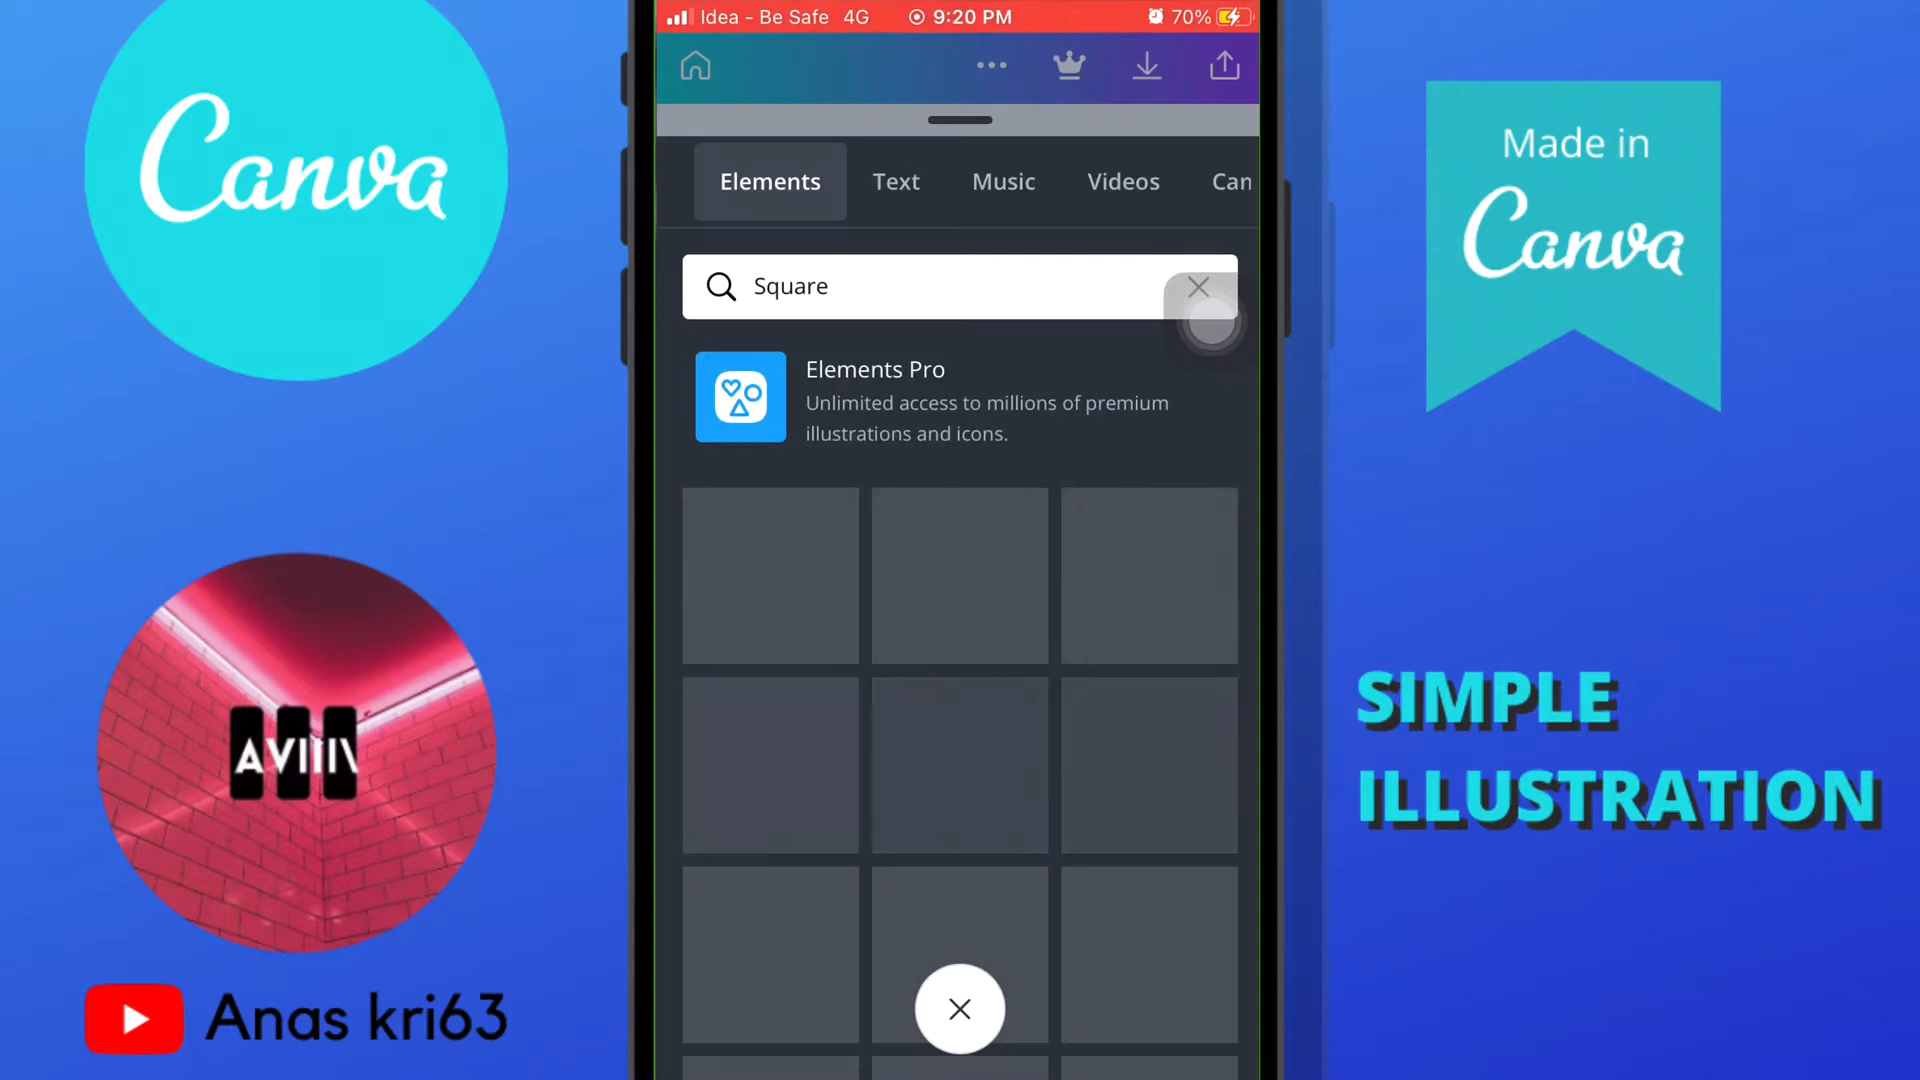 Canva
AVIIIV
Anas kri63
Idea - Be Safe 4G 9:20 PM 70%
Elements Text Music Videos Can
Square
Elements Pro
Unlimited access to millions of premium
illustrations and icons.
Made in
Canva
SIMPLE
ILLUSTRATION